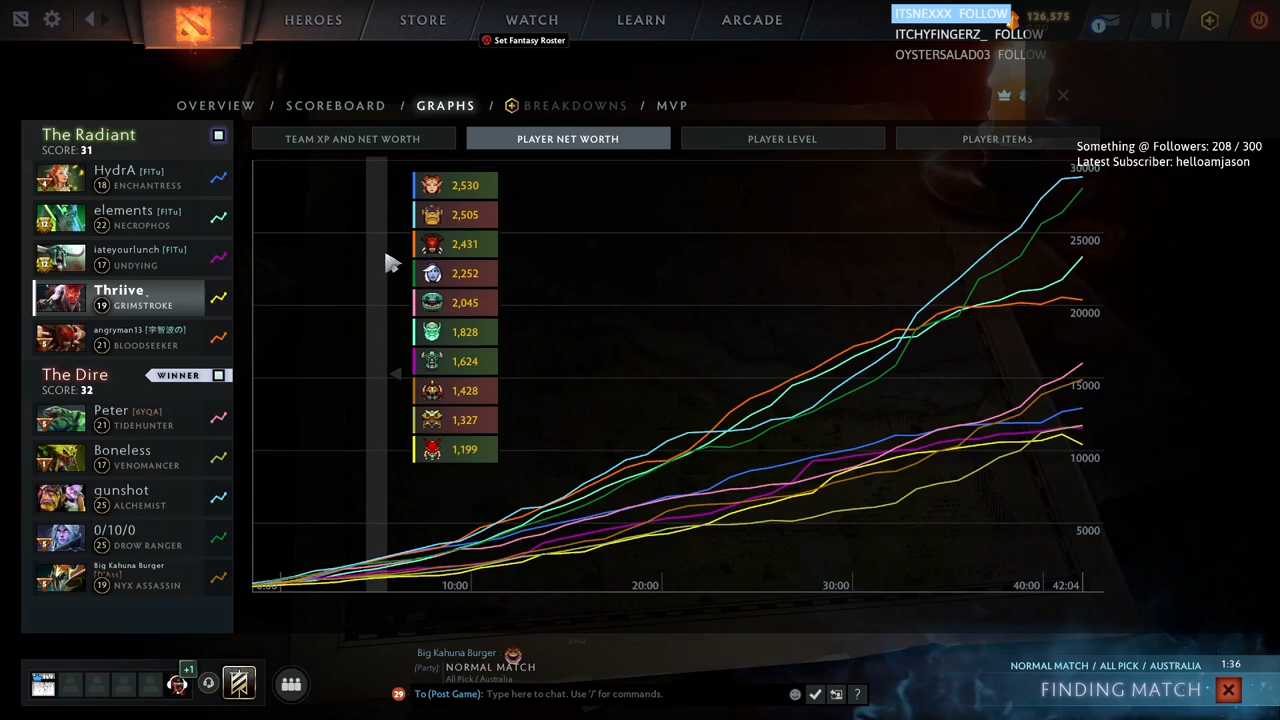 HEROES
STORE
WATCH
LEARN
ARCADE
ITSNEXXX FOLLOW
ITCHYFINGERZ_ FOLLOW
OYSTERSALAD03 FOLLOW
126,575
1
Set Fantasy Roster
OVERVIEW / SCOREBOARD / GRAPHS / BREAKDOWNS / MVP
TEAM XP AND NET WORTH
PLAYER NET WORTH
PLAYER LEVEL
PLAYER ITEMS
Something @ Followers: 208 / 300
Latest Subscriber: helloamjason
The Radiant
SCORE: 31
HydrA [FITu]
18 ENCHANTRESS
elements [FITu]
22 NECROPHOS
iateyourlunch [FITu]
17 UNDYING
Thriive_
19 GRIMSTROKE
angryman13 [宇智波の]
21 BLOODSEEKER
The Dire
WINNER
SCORE: 32
Peter [6YQA]
21 TIDEHUNTER
Boneless
17 VENOMANCER
gunshot
25 ALCHEMIST
0/10/0
25 DROW RANGER
Big Kahuna Burger
19 NYX ASSASSIN
2,530
2,505
2,431
2,252
2,045
1,828
1,624
1,428
1,327
1,199
30000
25000
20000
15000
10000
5000
0:00
10:00
20:00
30:00
40:00
42:04
+1
Big Kahuna Burger :
(Party): NORMAL MATCH
All Pick / Australia
29
To (Post Game): Type here to chat. Use '/' for commands.
?
NORMAL MATCH / ALL PICK / AUSTRALIA
1:36
FINDING MATCH